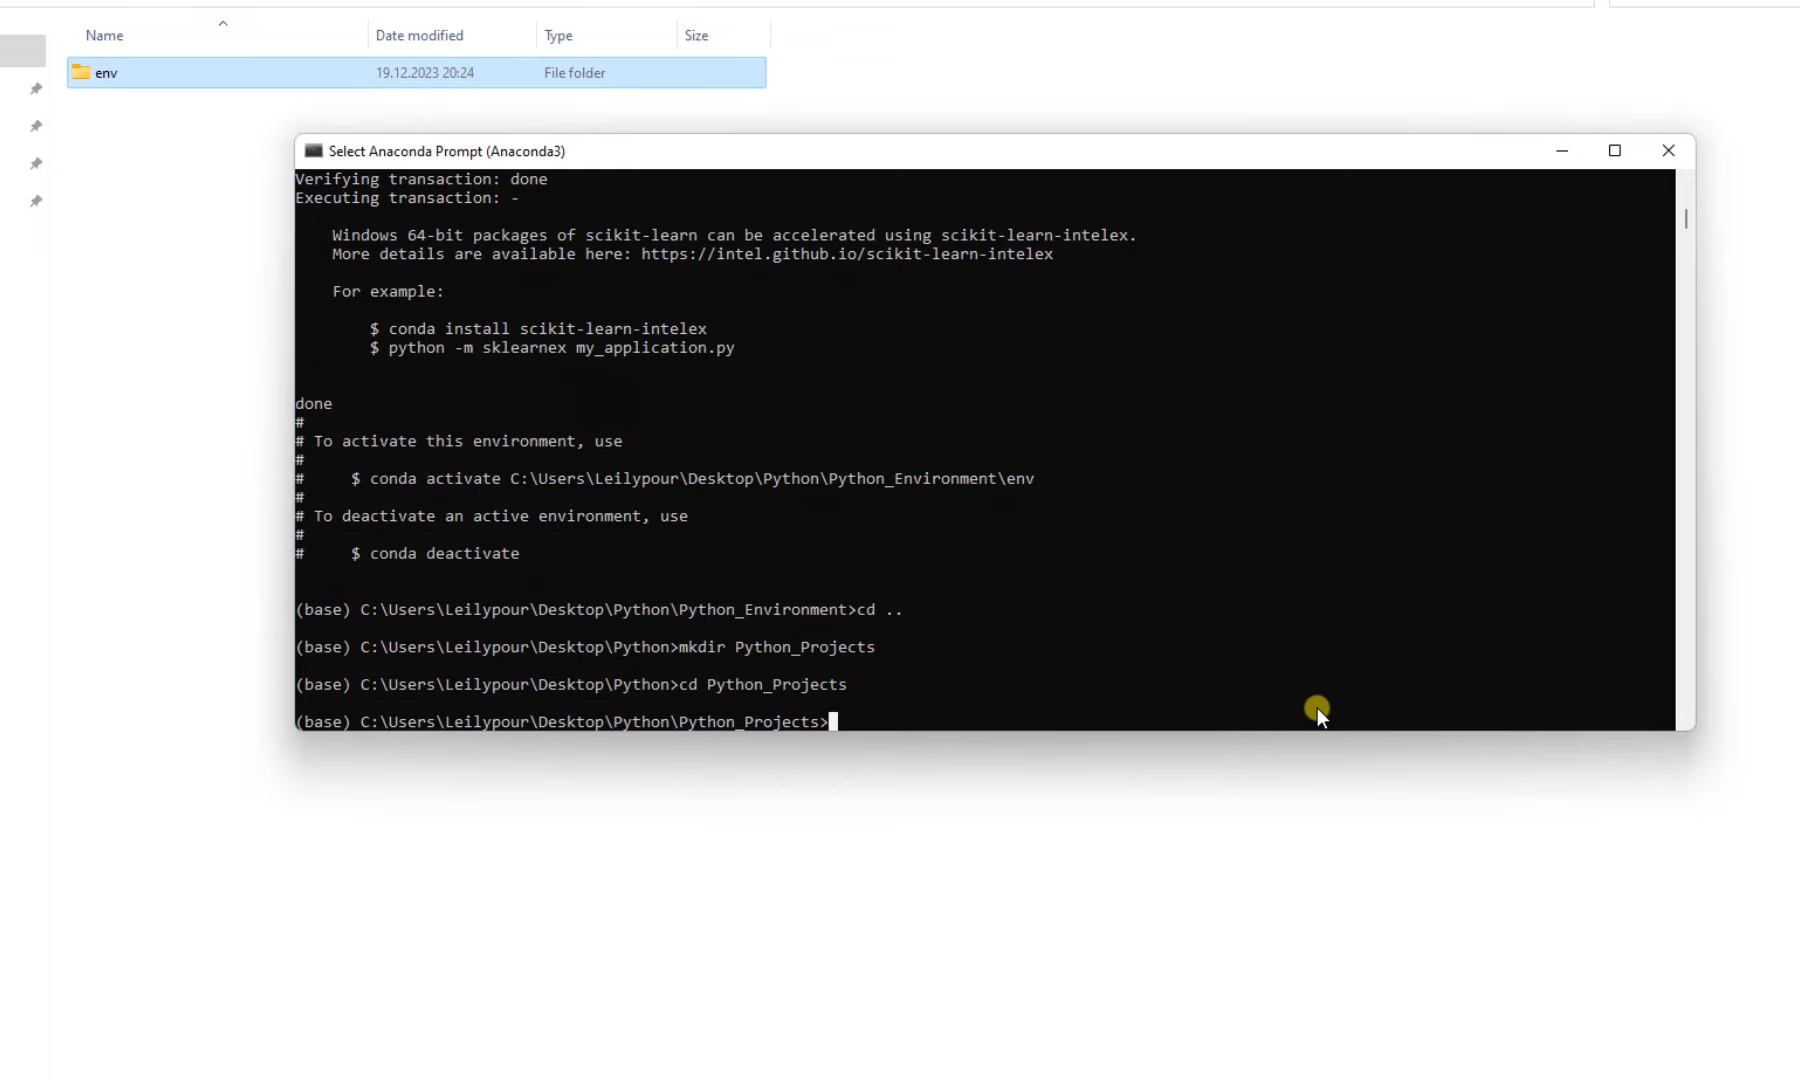 Name Date modified Type Size
env 19.12.2023 20:24 File folder
Select Anaconda Prompt (Anaconda3)
Verifying transaction: done
Executing transaction: -
Windows 64-bit packages of scikit-learn can be accelerated using scikit-learn-intelex.
More details are available here: https://intel.github.io/scikit-learn-intelex
For example:
$ conda install scikit-learn-intelex
$ python -m sklearnex my_application.py
done
#
# To activate this environment, use
#
# $ conda activate C:\Users\Leilypour\Desktop\Python\Python_Environment\env
#
# To deactivate an active environment, use
#
# $ conda deactivate
(base) C:\Users\Leilypour\Desktop\Python\Python_Environment>cd ..
(base) C:\Users\Leilypour\Desktop\Python>mkdir Python_Projects
(base) C:\Users\Leilypour\Desktop\Python>cd Python_Projects
(base) C:\Users\Leilypour\Desktop\Python\Python_Projects>